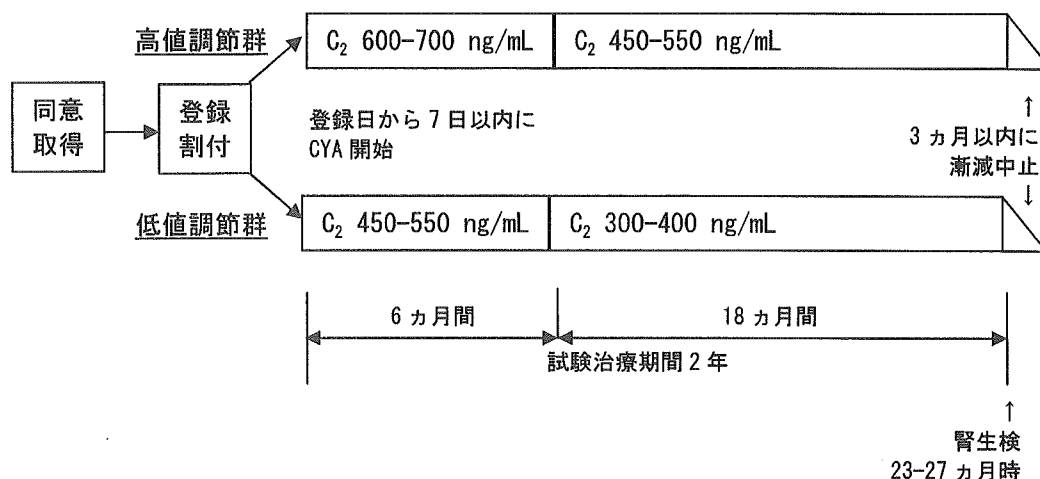 高値調節群
C₂ 600-700 ng/mL
C₂ 450-550 ng/mL
同意
取得
登録
割付
登録日から 7 日以内に
CYA 開始
↑
3 ヵ月以内に
漸減中止
↓
低値調節群
C₂ 450-550 ng/mL
C₂ 300-400 ng/mL
6 ヵ月間
18 ヵ月間
試験治療期間 2 年
↑
腎生検
23-27 ヵ月時